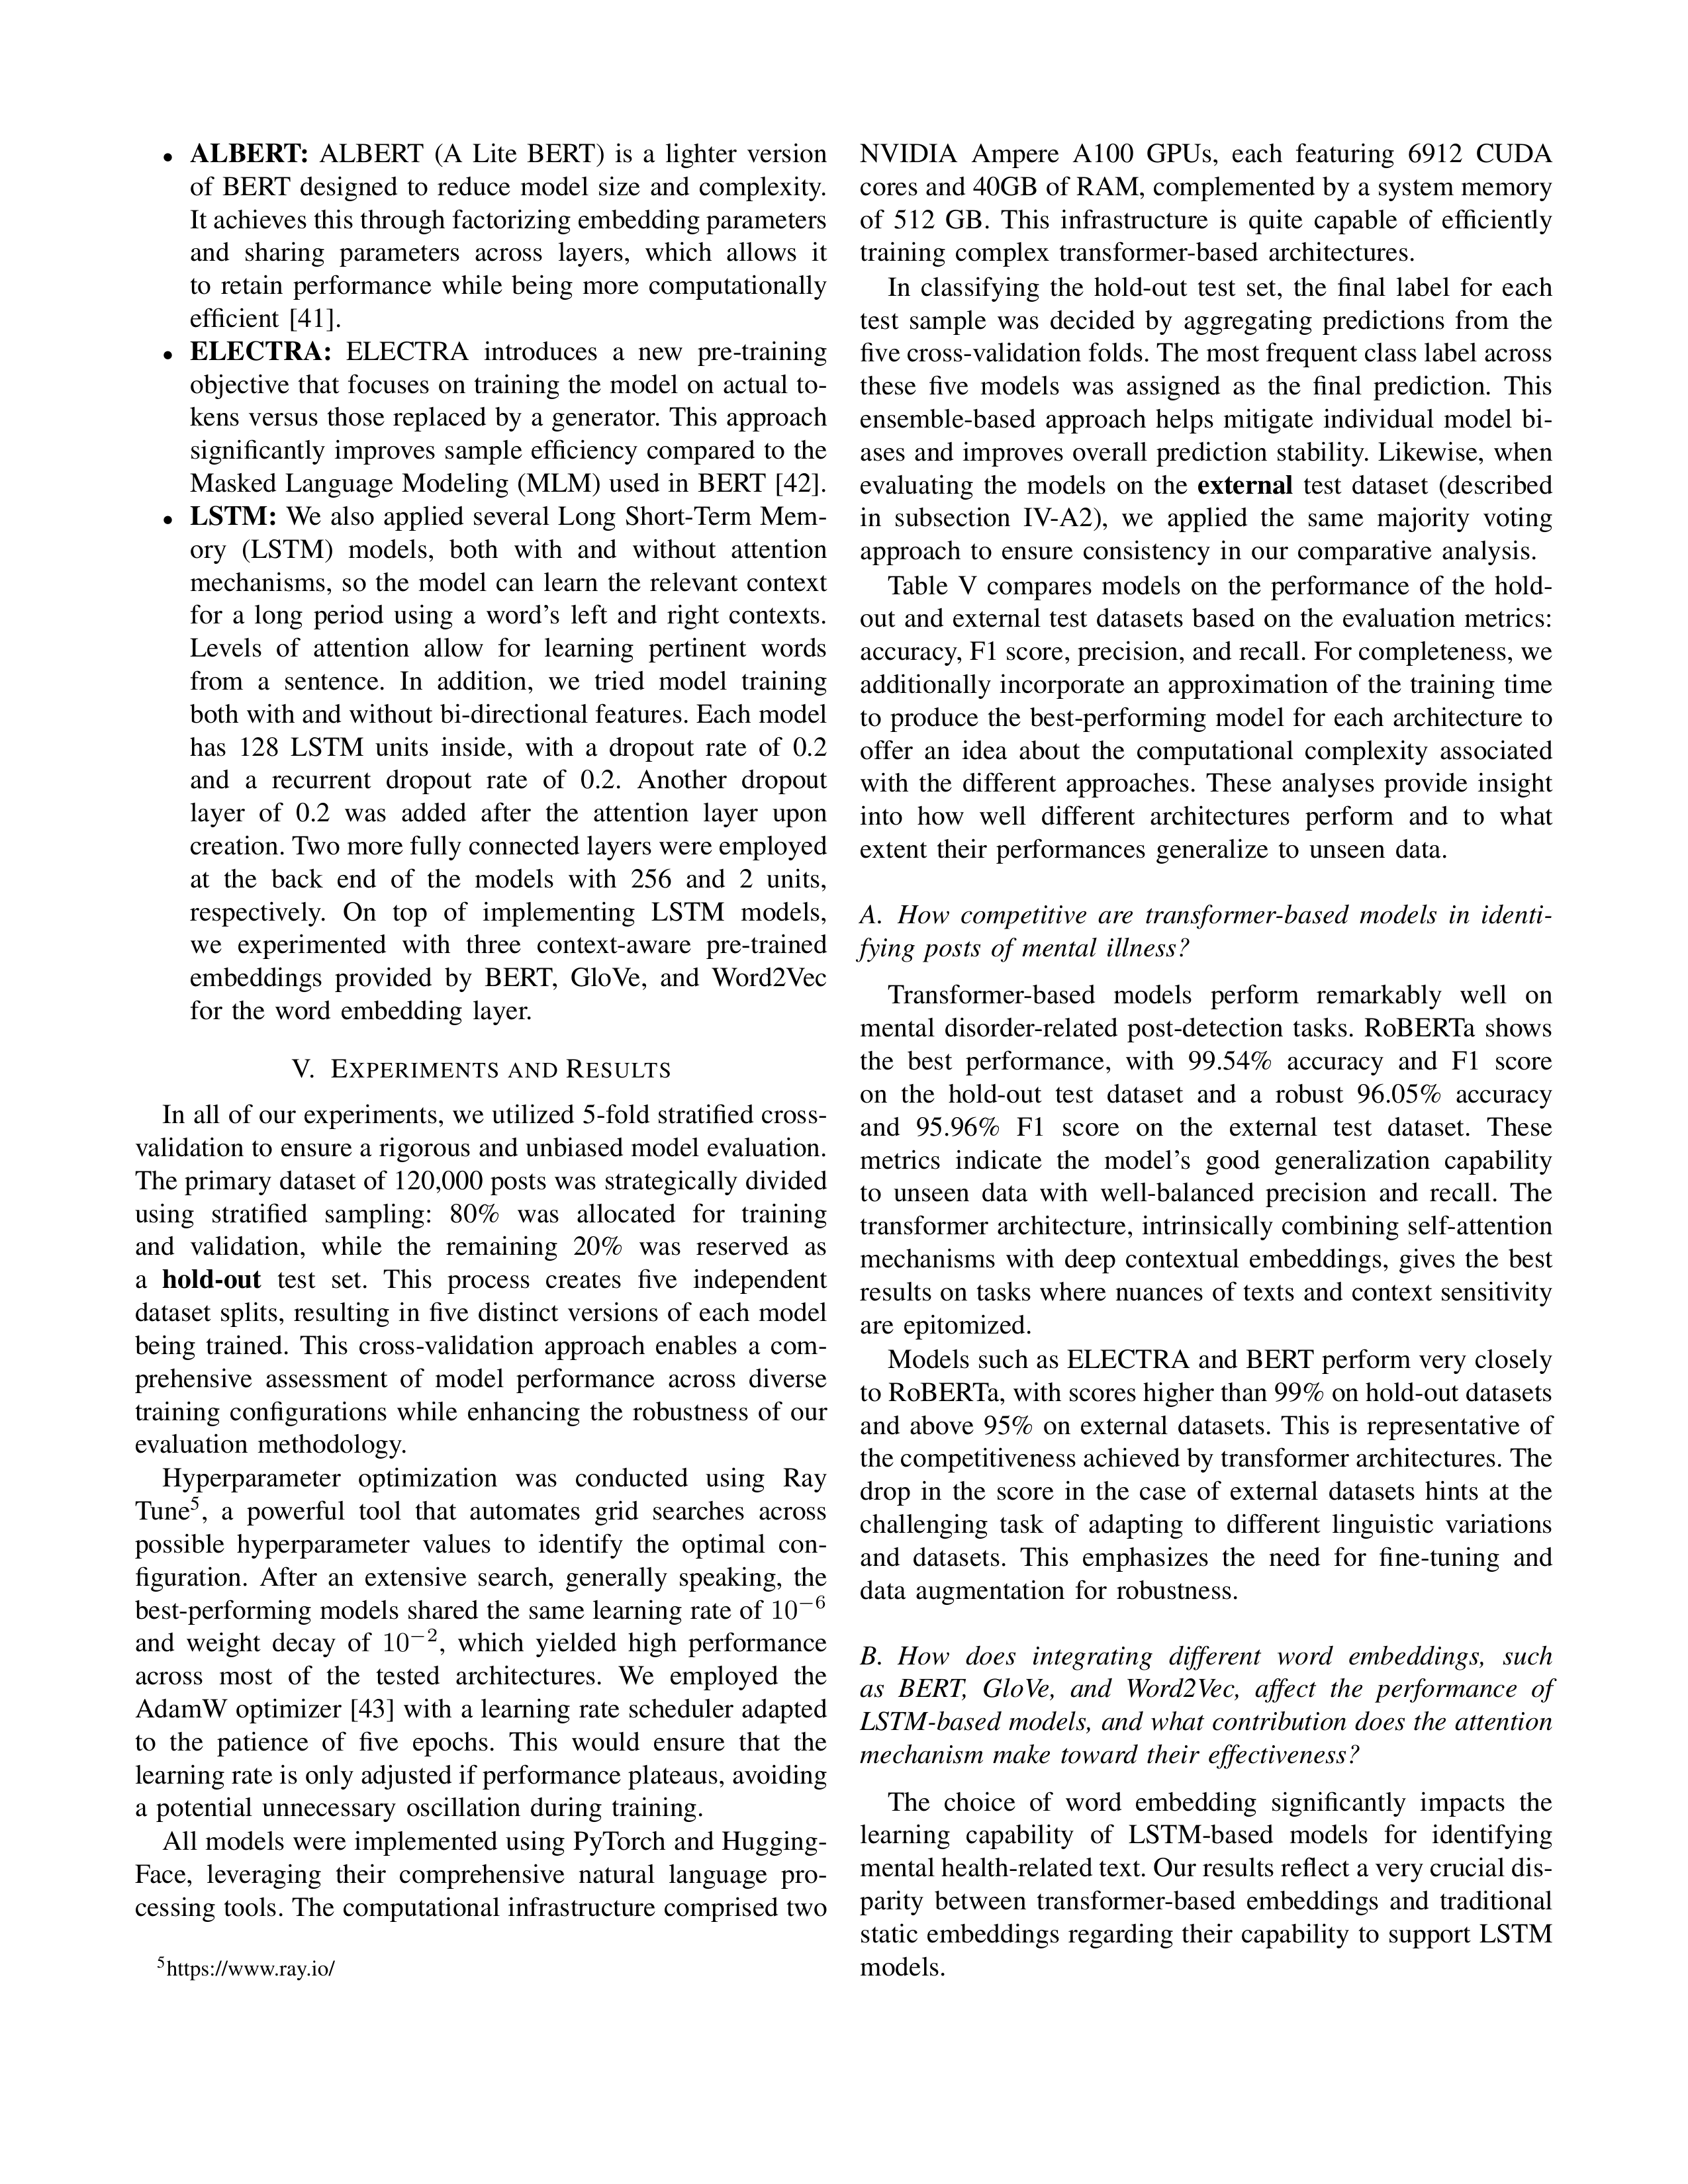 • ALBERT: ALBERT (A Lite BERT) is a lighter version
of BERT designed to reduce model size and complexity.
It achieves this through factorizing embedding parameters
and sharing parameters across layers, which allows it
to retain performance while being more computationally
efficient [41].
• ELECTRA: ELECTRA introduces a new pre-training
objective that focuses on training the model on actual to-
kens versus those replaced by a generator. This approach
significantly improves sample efficiency compared to the
Masked Language Modeling (MLM) used in BERT [42].
• LSTM: We also applied several Long Short-Term Mem-
ory (LSTM) models, both with and without attention
mechanisms, so the model can learn the relevant context
for a long period using a word's left and right contexts.
Levels of attention allow for learning pertinent words
from a sentence. In addition, we tried model training
both with and without bi-directional features. Each model
has 128 LSTM units inside, with a dropout rate of 0.2
and a recurrent dropout rate of 0.2. Another dropout
layer of 0.2 was added after the attention layer upon
creation. Two more fully connected layers were employed
at the back end of the models with 256 and 2 units,
respectively. On top of implementing LSTM models,
we experimented with three context-aware pre-trained
embeddings provided by BERT, GloVe, and Word2Vec
for the word embedding layer.
V. EXPERIMENTS AND RESULTS
In all of our experiments, we utilized 5-fold stratified cross-
validation to ensure a rigorous and unbiased model evaluation.
The primary dataset of 120,000 posts was strategically divided
using stratified sampling: 80% was allocated for training
and validation, while the remaining 20% was reserved as
a hold-out test set. This process creates five independent
dataset splits, resulting in five distinct versions of each model
being trained. This cross-validation approach enables a com-
prehensive assessment of model performance across diverse
training configurations while enhancing the robustness of our
evaluation methodology.
Hyperparameter optimization was conducted using Ray
Tune⁵, a powerful tool that automates grid searches across
possible hyperparameter values to identify the optimal con-
figuration. After an extensive search, generally speaking, the
best-performing models shared the same learning rate of 10⁻⁶
and weight decay of 10⁻², which yielded high performance
across most of the tested architectures. We employed the
AdamW optimizer [43] with a learning rate scheduler adapted
to the patience of five epochs. This would ensure that the
learning rate is only adjusted if performance plateaus, avoiding
a potential unnecessary oscillation during training.
All models were implemented using PyTorch and Hugging-
Face, leveraging their comprehensive natural language pro-
cessing tools. The computational infrastructure comprised two
⁵https://www.ray.io/
NVIDIA Ampere A100 GPUs, each featuring 6912 CUDA
cores and 40GB of RAM, complemented by a system memory
of 512 GB. This infrastructure is quite capable of efficiently
training complex transformer-based architectures.
In classifying the hold-out test set, the final label for each
test sample was decided by aggregating predictions from the
five cross-validation folds. The most frequent class label across
these five models was assigned as the final prediction. This
ensemble-based approach helps mitigate individual model bi-
ases and improves overall prediction stability. Likewise, when
evaluating the models on the external test dataset (described
in subsection IV-A2), we applied the same majority voting
approach to ensure consistency in our comparative analysis.
Table V compares models on the performance of the hold-
out and external test datasets based on the evaluation metrics:
accuracy, F1 score, precision, and recall. For completeness, we
additionally incorporate an approximation of the training time
to produce the best-performing model for each architecture to
offer an idea about the computational complexity associated
with the different approaches. These analyses provide insight
into how well different architectures perform and to what
extent their performances generalize to unseen data.
A. How competitive are transformer-based models in identi-
fying posts of mental illness?
Transformer-based models perform remarkably well on
mental disorder-related post-detection tasks. RoBERTa shows
the best performance, with 99.54% accuracy and F1 score
on the hold-out test dataset and a robust 96.05% accuracy
and 95.96% F1 score on the external test dataset. These
metrics indicate the model's good generalization capability
to unseen data with well-balanced precision and recall. The
transformer architecture, intrinsically combining self-attention
mechanisms with deep contextual embeddings, gives the best
results on tasks where nuances of texts and context sensitivity
are epitomized.
Models such as ELECTRA and BERT perform very closely
to RoBERTa, with scores higher than 99% on hold-out datasets
and above 95% on external datasets. This is representative of
the competitiveness achieved by transformer architectures. The
drop in the score in the case of external datasets hints at the
challenging task of adapting to different linguistic variations
and datasets. This emphasizes the need for fine-tuning and
data augmentation for robustness.
B. How does integrating different word embeddings, such
as BERT, GloVe, and Word2Vec, affect the performance of
LSTM-based models, and what contribution does the attention
mechanism make toward their effectiveness?
The choice of word embedding significantly impacts the
learning capability of LSTM-based models for identifying
mental health-related text. Our results reflect a very crucial dis-
parity between transformer-based embeddings and traditional
static embeddings regarding their capability to support LSTM
models.